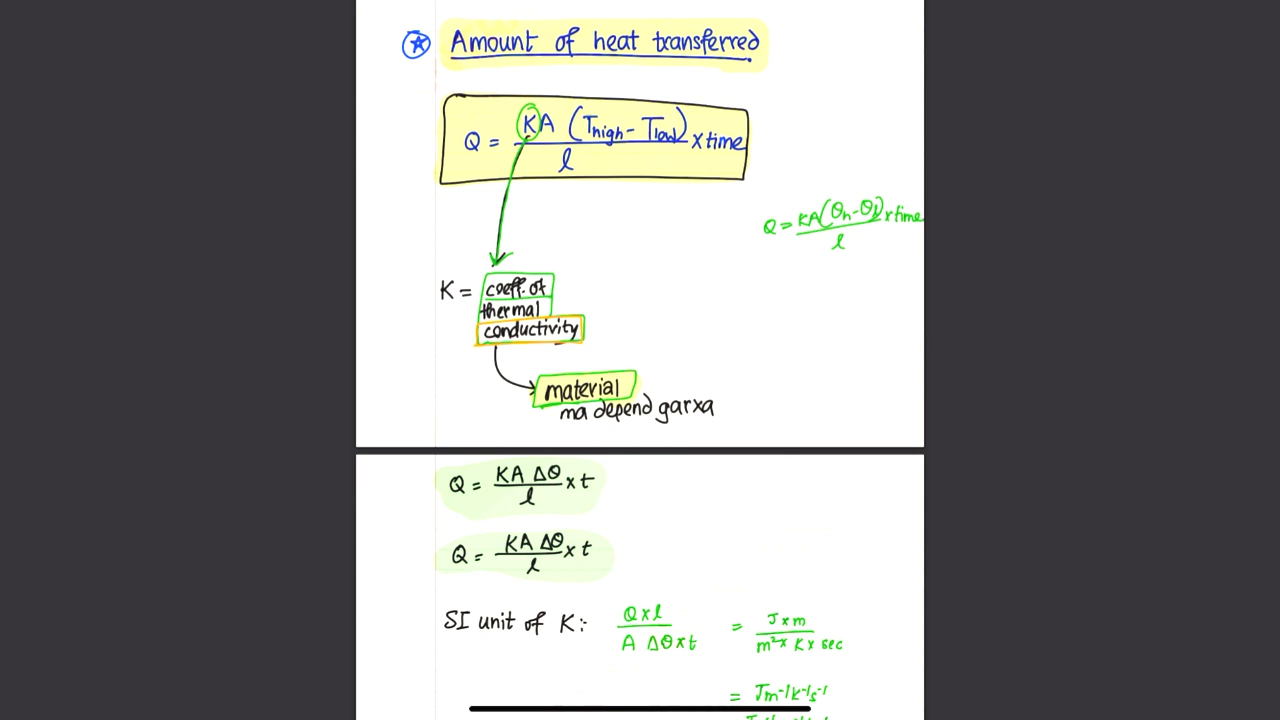 Amount of heat transferred
Q = KA (Thigh - Tlow) / l x time
Q = KA(θh - θl) / l x time
K = coeff. of
thermal
conductivity
material
ma depend garxa
Q = KA Δθ / l x t
Q = KA Δθ / l x t
SI unit of K:- Q x l / A Δθ x t = J x m / m² x K x sec
= Jm⁻¹K⁻¹s⁻¹